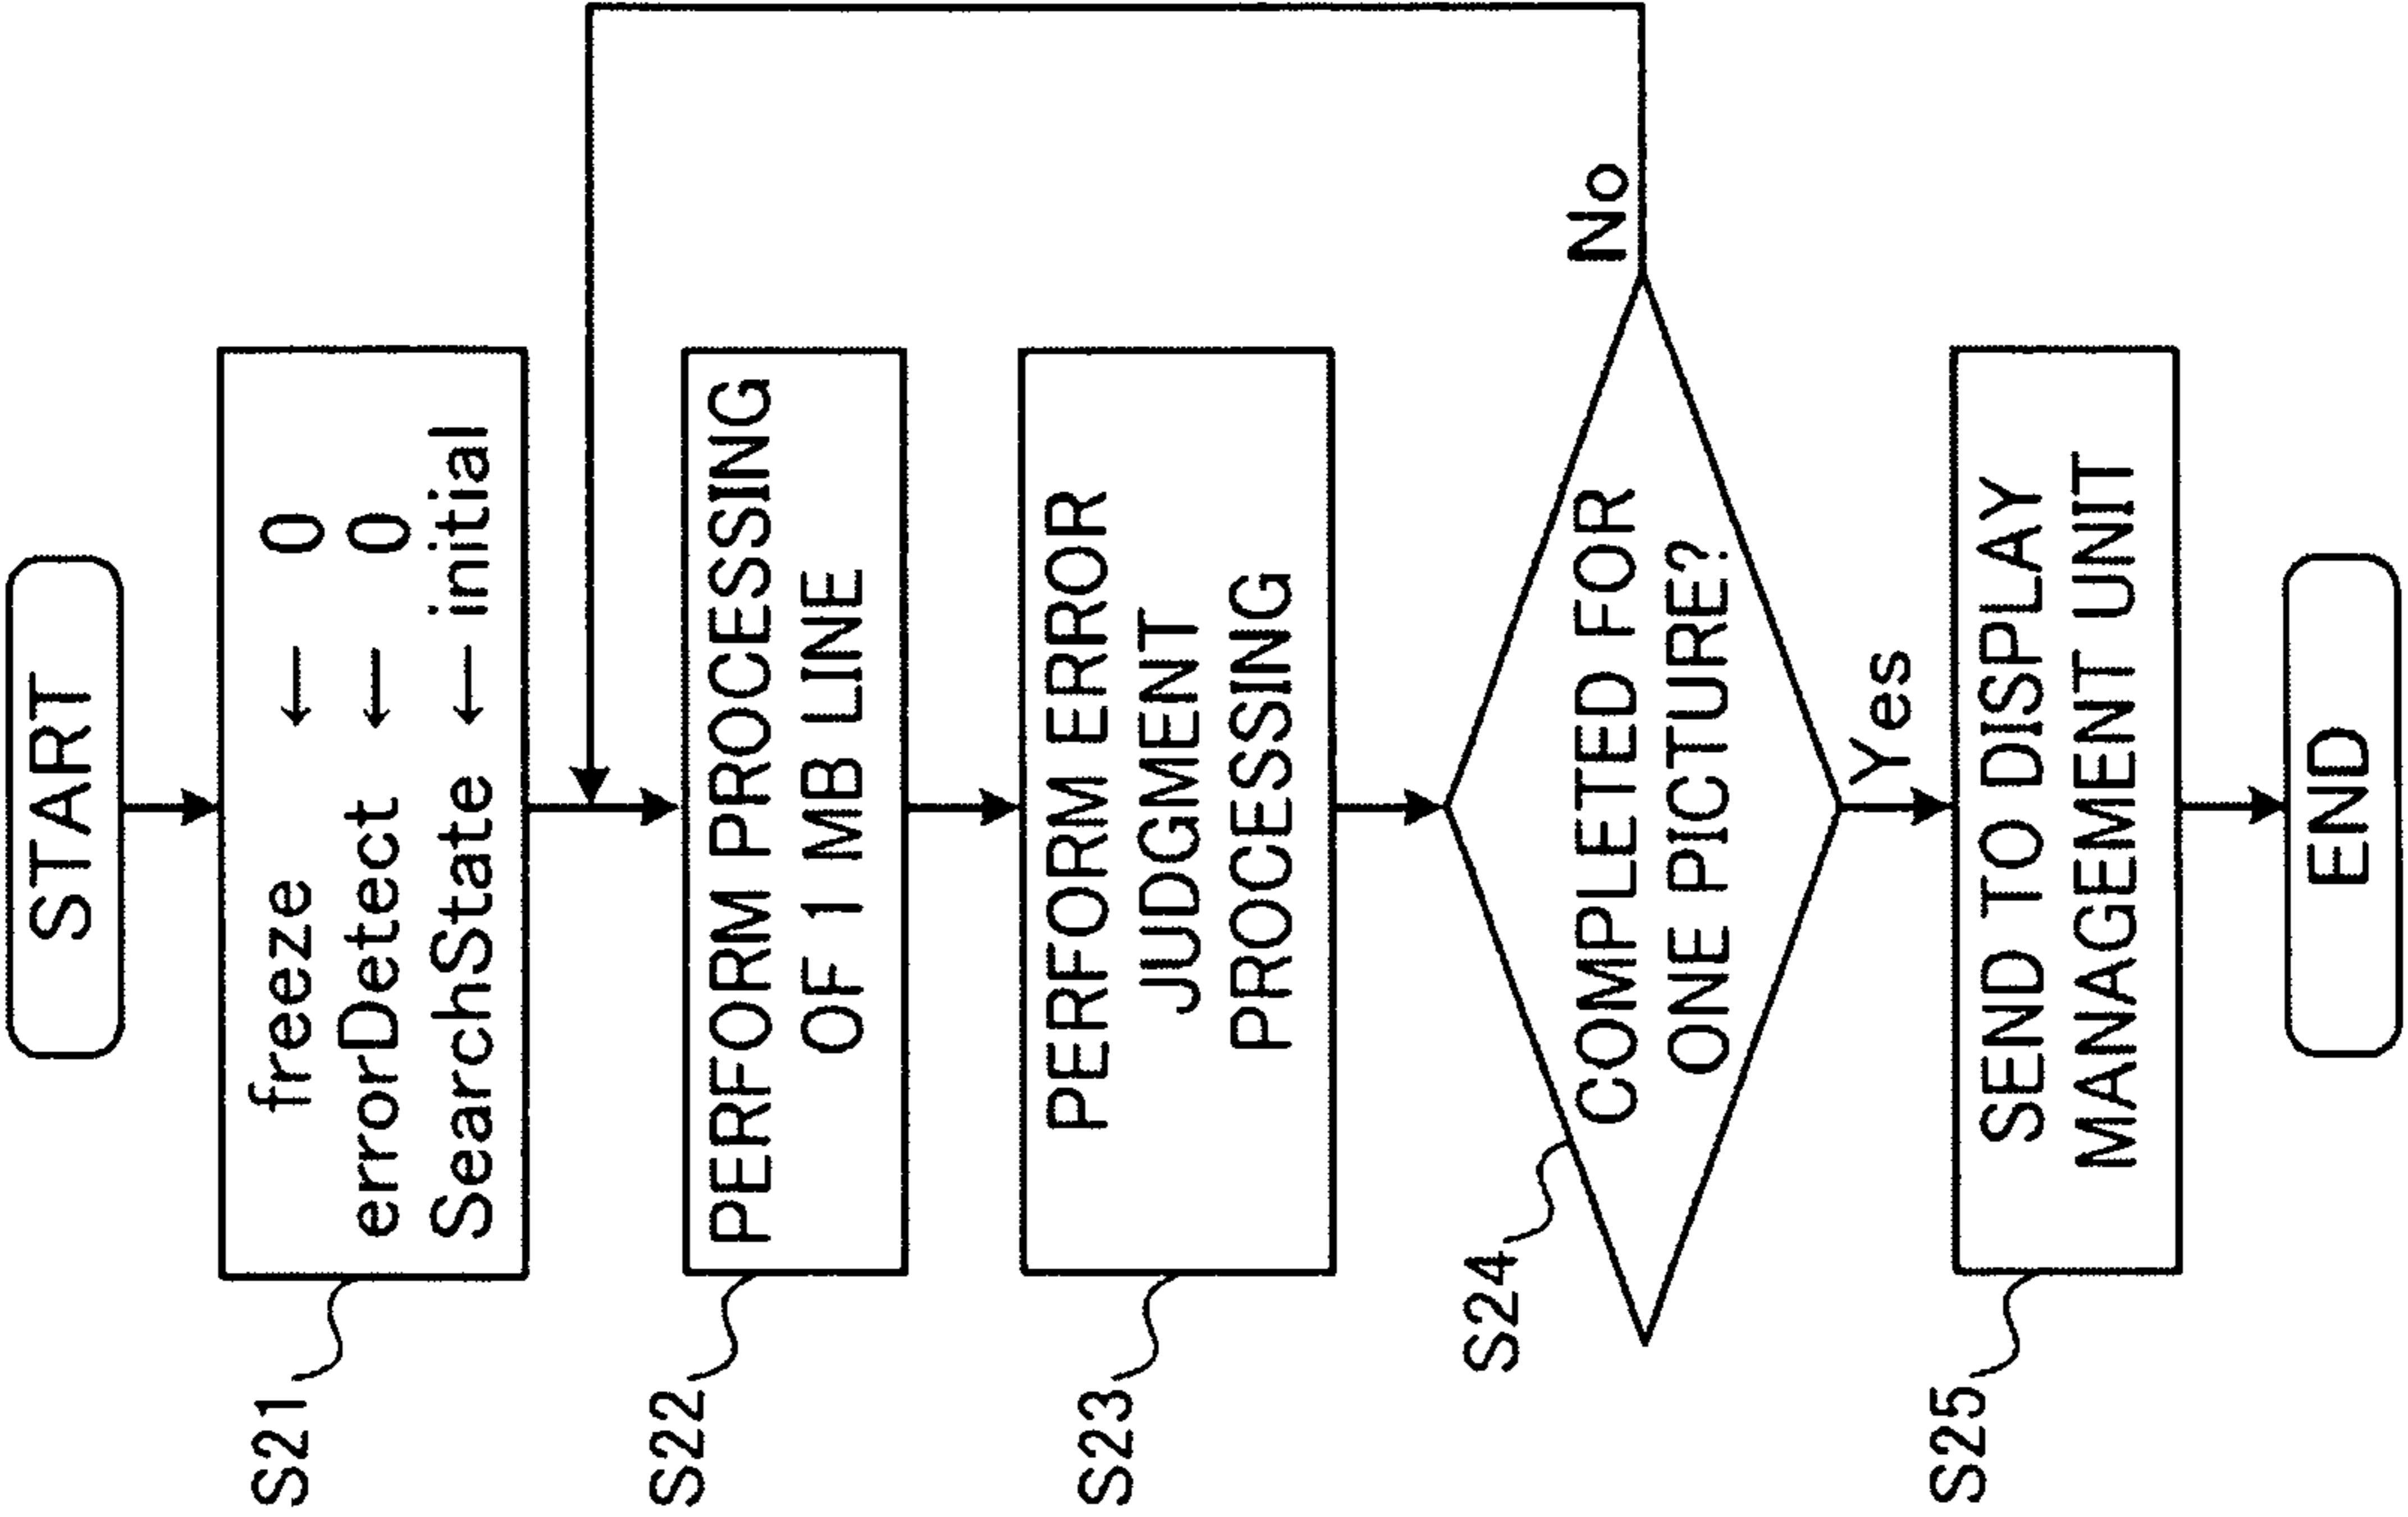 START
S21
freeze ← 0
errorDetect ← 0
SearchState ← initial
S22
PERFORM PROCESSING
OF 1 MB LINE
S23
PERFORM ERROR
JUDGMENT
PROCESSING
S24
COMPLETED FOR
ONE PICTURE?
No
Yes
S25
SEND TO DISPLAY
MANAGEMENT UNIT
END